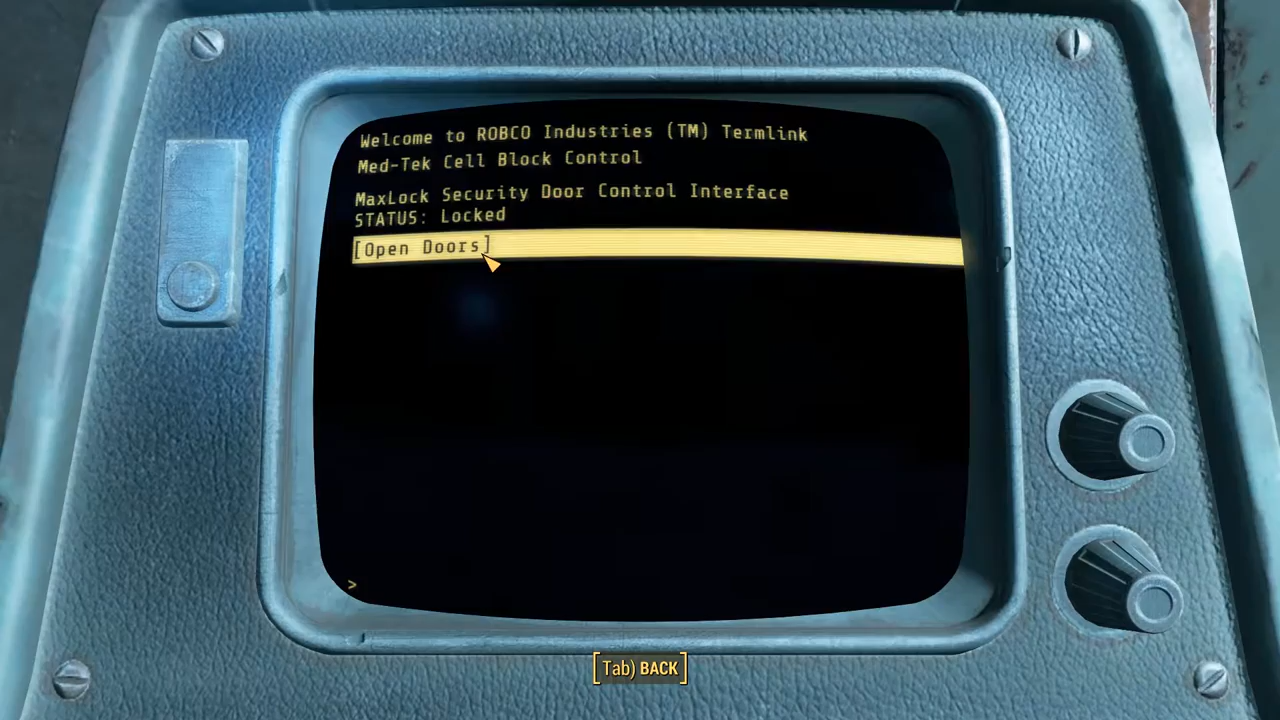 Welcome to ROBCO Industries (TM) Termlink
Med-Tek Cell Block Control
MaxLock Security Door Control Interface
STATUS: Locked
[Open Doors]
>
[Tab) BACK]